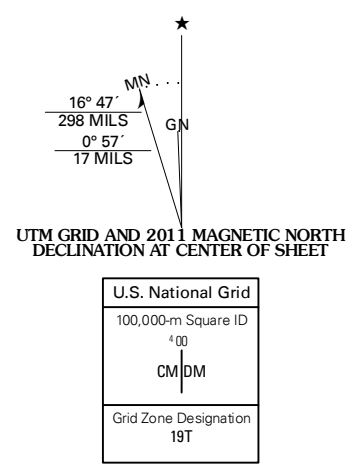 ★
MN
GN
16° 47´
298 MILS
0° 57´
17 MILS
UTM GRID AND 2011 MAGNETIC NORTH
DECLINATION AT CENTER OF SHEET
U.S. National Grid
100,000-m Square ID
4 00
CM DM
Grid Zone Designation
19T